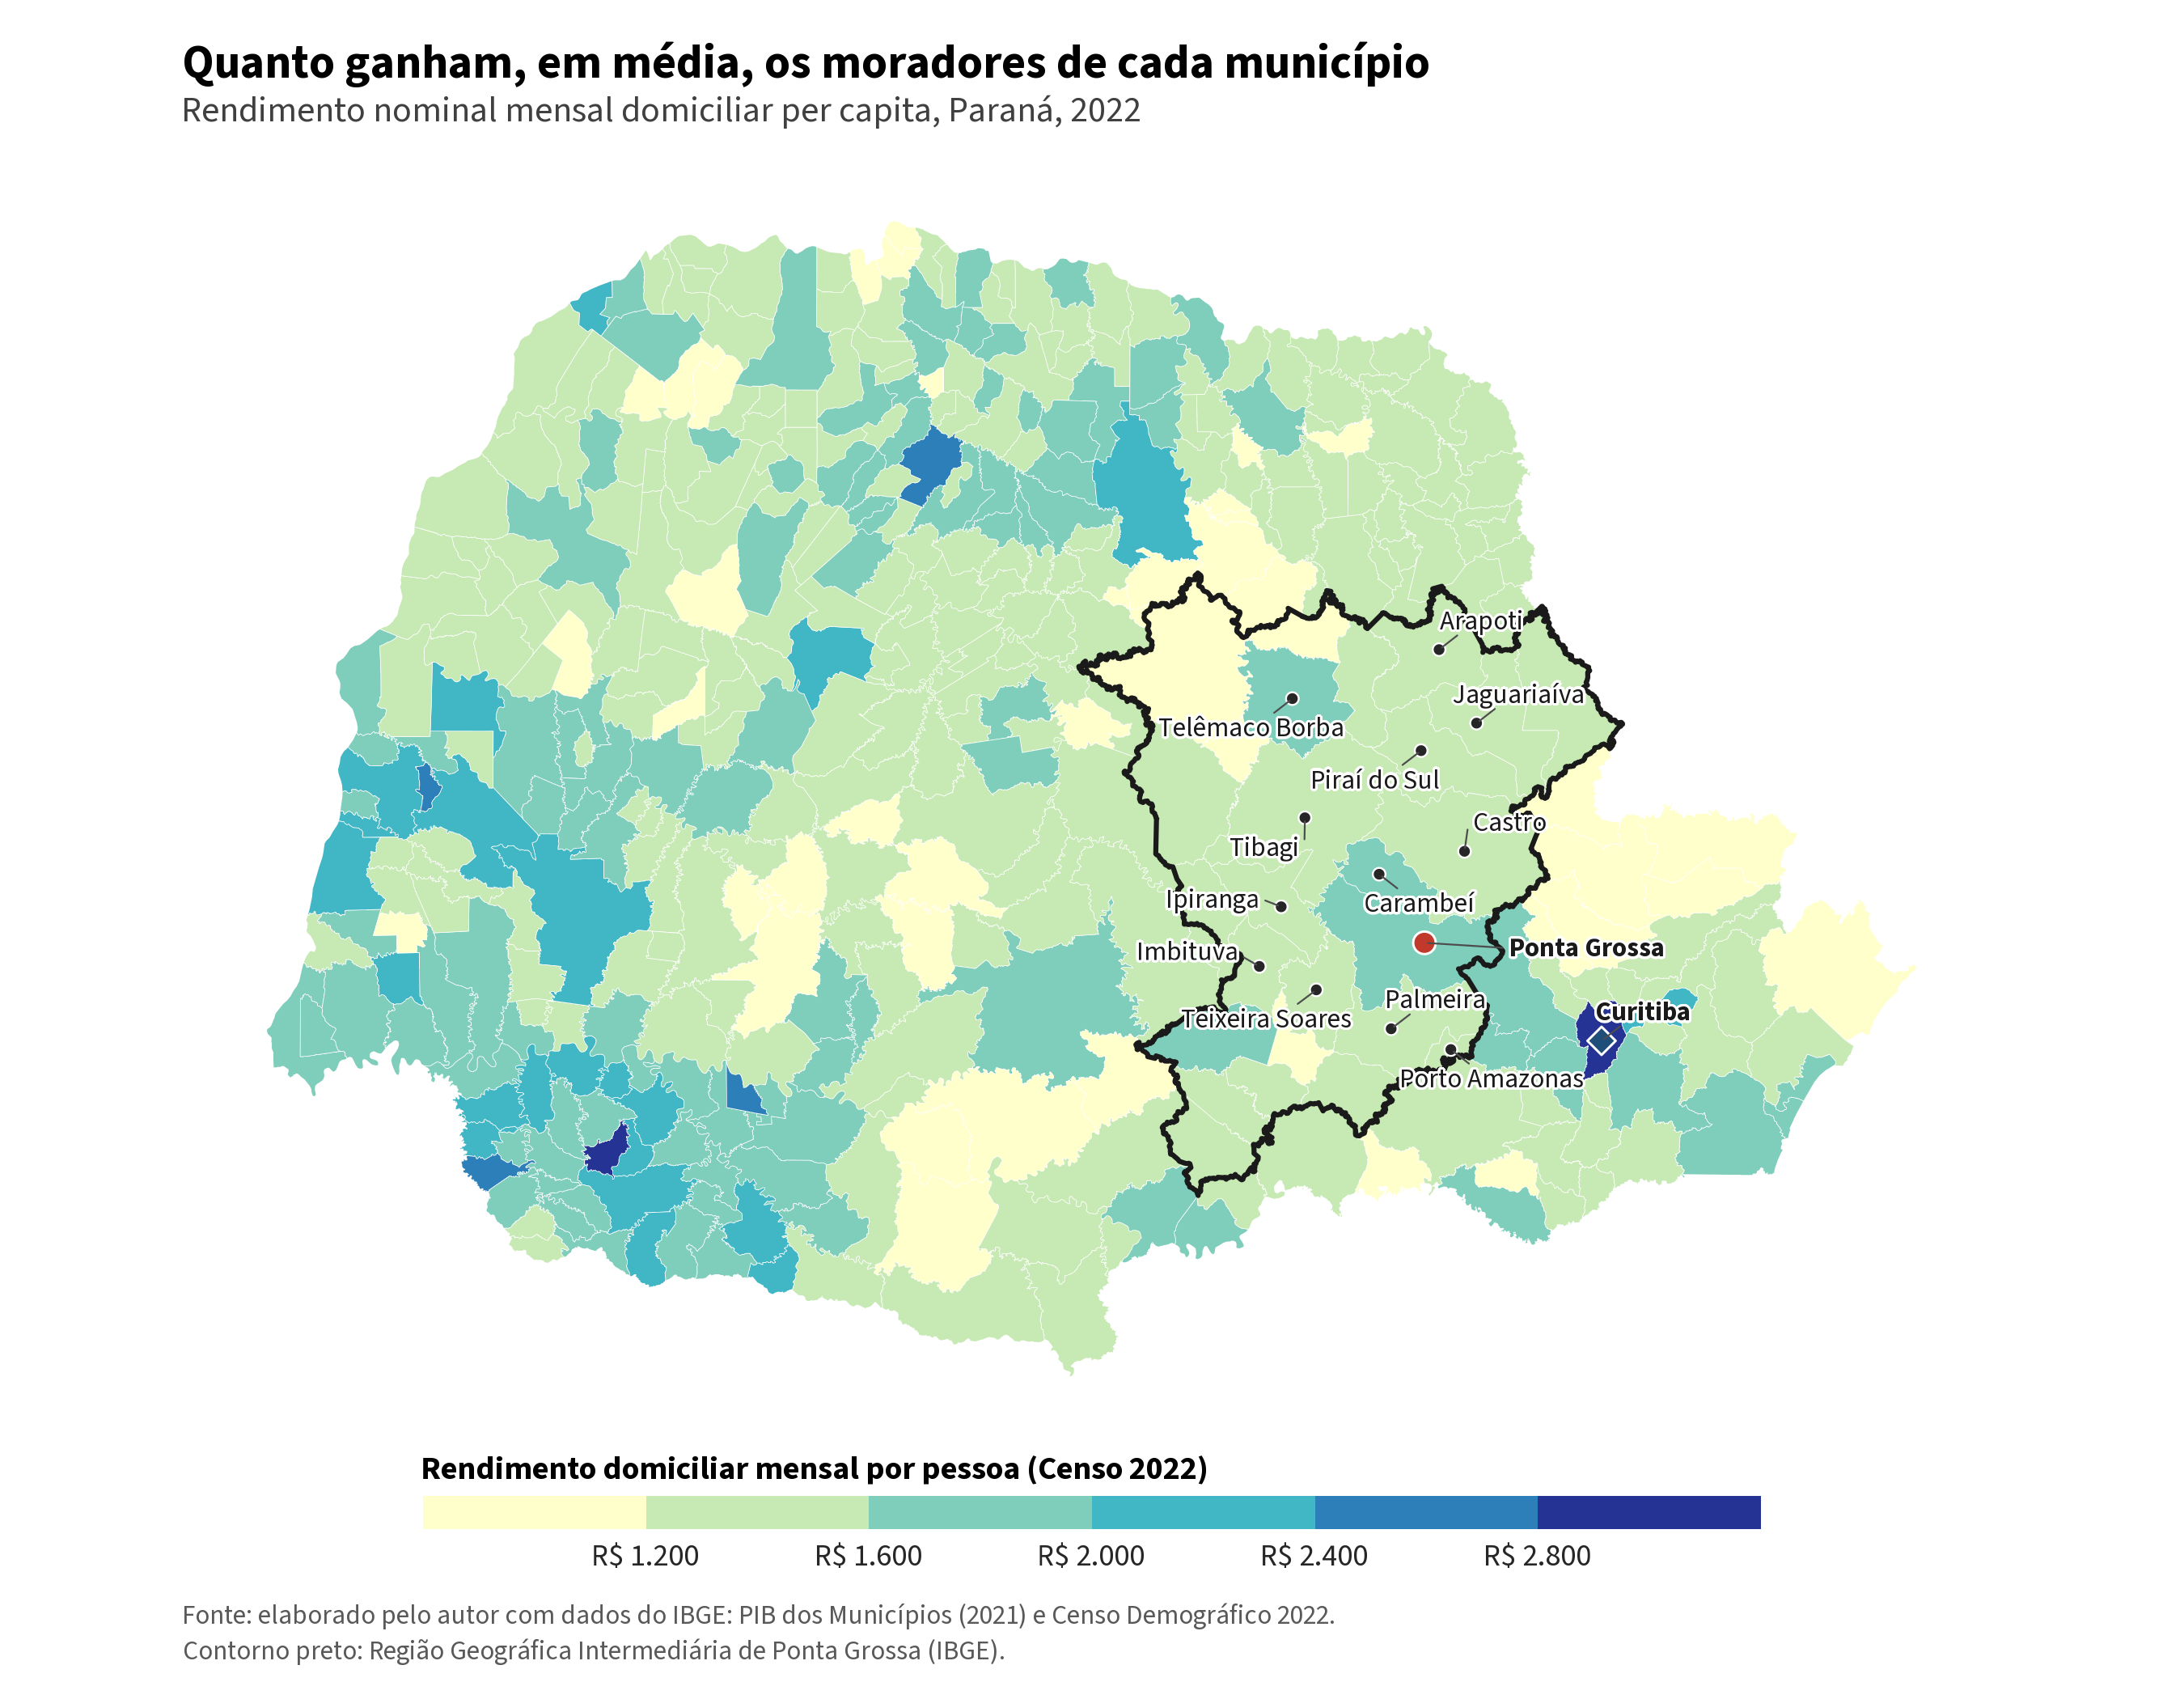 Quanto ganham, em média, os moradores de cada município
Rendimento nominal mensal domiciliar per capita, Paraná, 2022
Arapoti
Jaguariaíva
Telêmaco Borba
Piraí do Sul
Castro
Tibagi
Ipiranga
Carambeí
Imbituva
Ponta Grossa
Palmeira
Curitiba
Teixeira Soares
Porto Amazonas
Rendimento domiciliar mensal por pessoa (Censo 2022)
R$ 1.200 R$ 1.600 R$ 2.000 R$ 2.400 R$ 2.800
Fonte: elaborado pelo autor com dados do IBGE: PIB dos Municípios (2021) e Censo Demográfico 2022.
Contorno preto: Região Geográfica Intermediária de Ponta Grossa (IBGE).